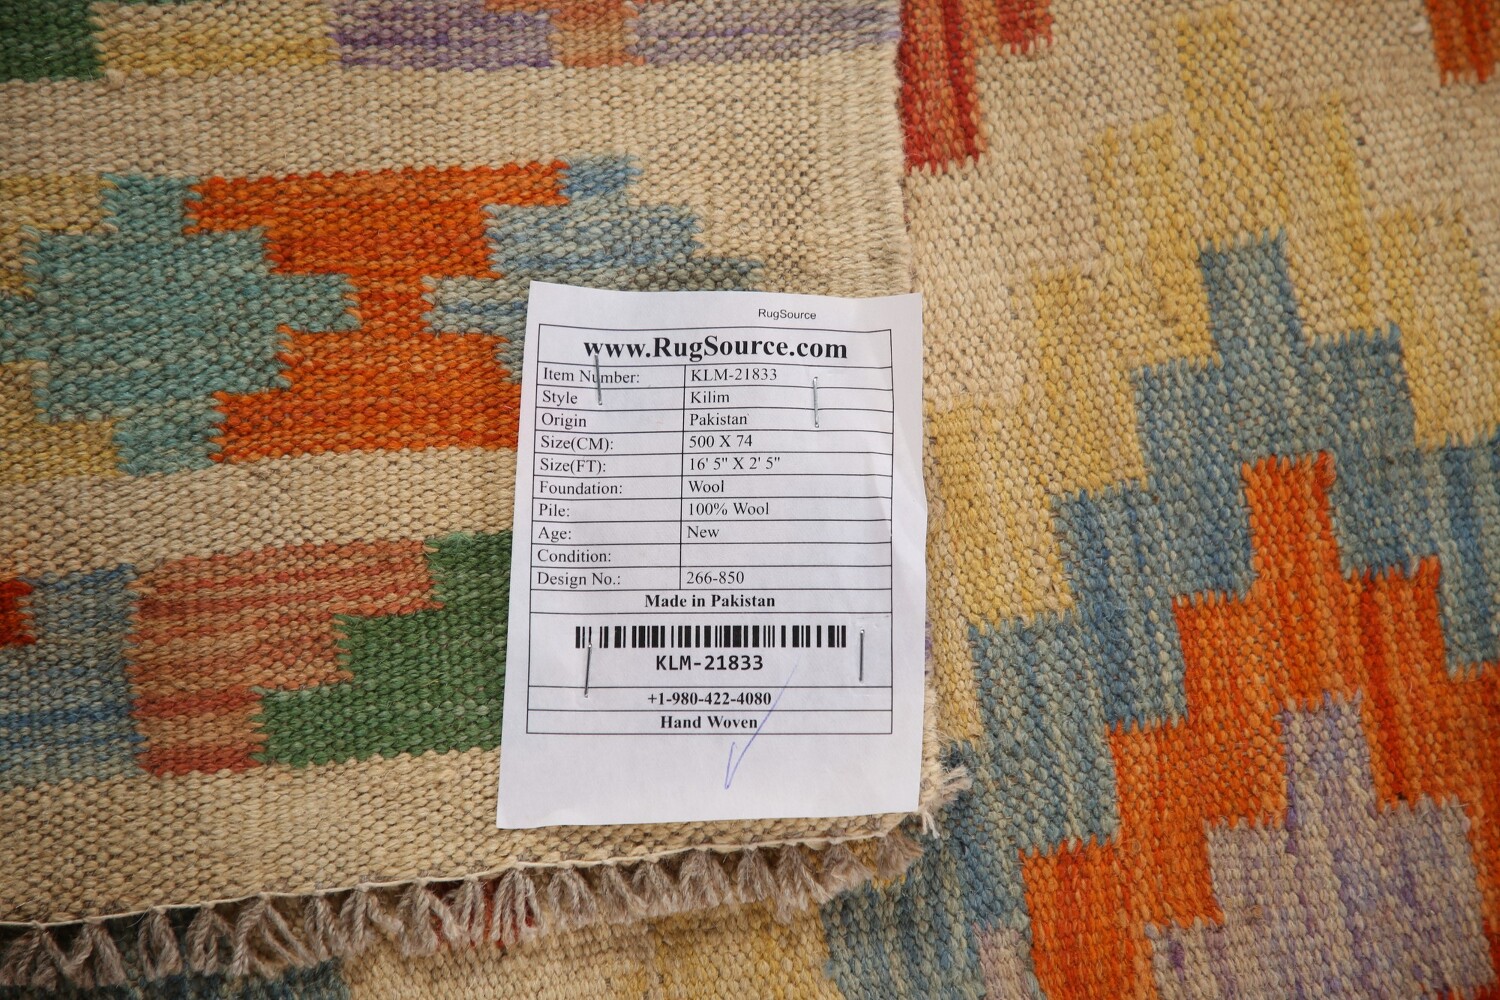 RugSource
www.RugSource.com
Item Number: KLM-21833
Style Kilim
Origin Pakistan
Size(CM): 500 X 74
Size(FT): 16' 5" X 2' 5"
Foundation: Wool
Pile: 100% Wool
Age: New
Condition:
Design No.: 266-850
Made in Pakistan
KLM-21833
+1-980-422-4080
Hand Woven